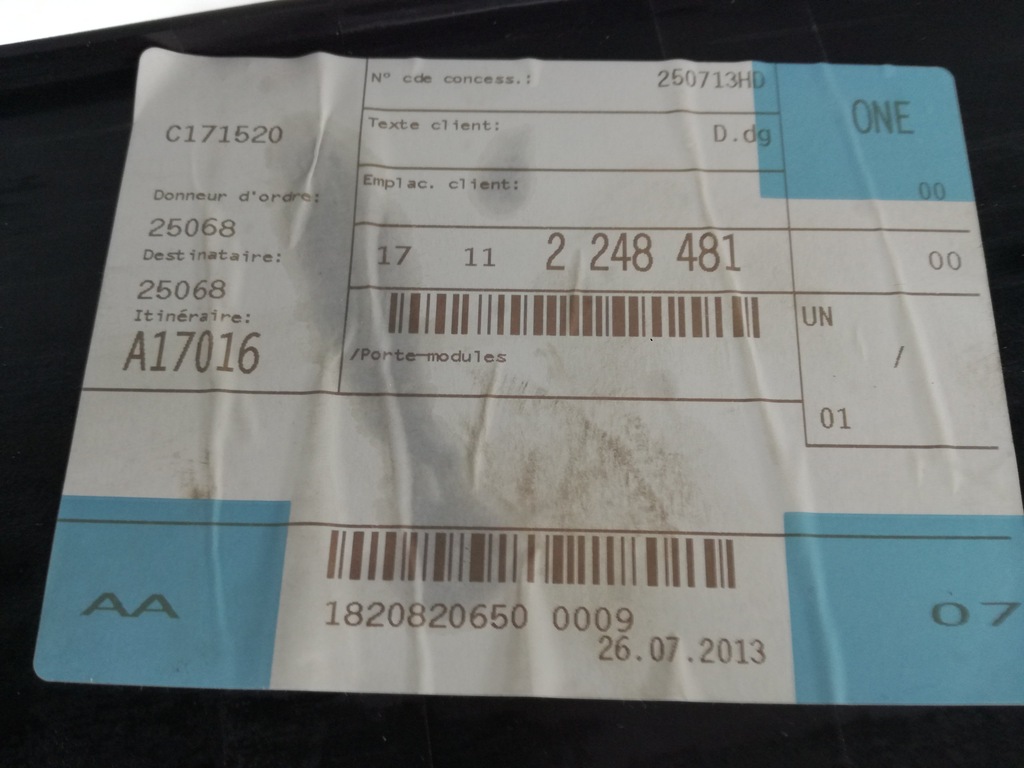 C171520
Donneur d'ordre:
25068
Destinataire:
25068
Itinéraire:
A17016
N° cde concess.: 250713HD
Texte client: D.dg
Emplac. client:
17 11 2 248 481
/Porte-modules
ONE
00
00
UN
/
01
AA
1820820650 0009
26.07.2013
07